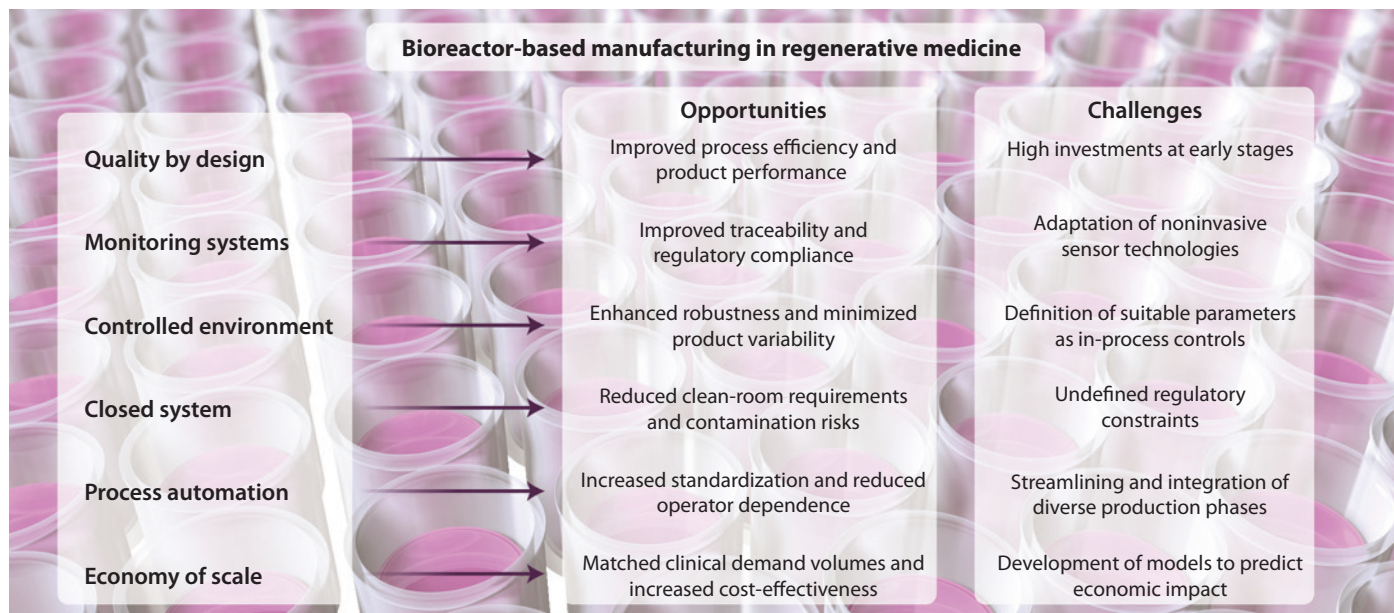 Bioreactor-based manufacturing in regenerative medicine
Opportunities
Challenges
Quality by design
Improved process efficiency and
product performance
High investments at early stages
Monitoring systems
Improved traceability and
regulatory compliance
Adaptation of noninvasive
sensor technologies
Controlled environment
Enhanced robustness and minimized
product variability
Definition of suitable parameters
as in-process controls
Closed system
Reduced clean-room requirements
and contamination risks
Undefined regulatory
constraints
Process automation
Increased standardization and reduced
operator dependence
Streamlining and integration of
diverse production phases
Economy of scale
Matched clinical demand volumes and
increased cost-effectiveness
Development of models to predict
economic impact